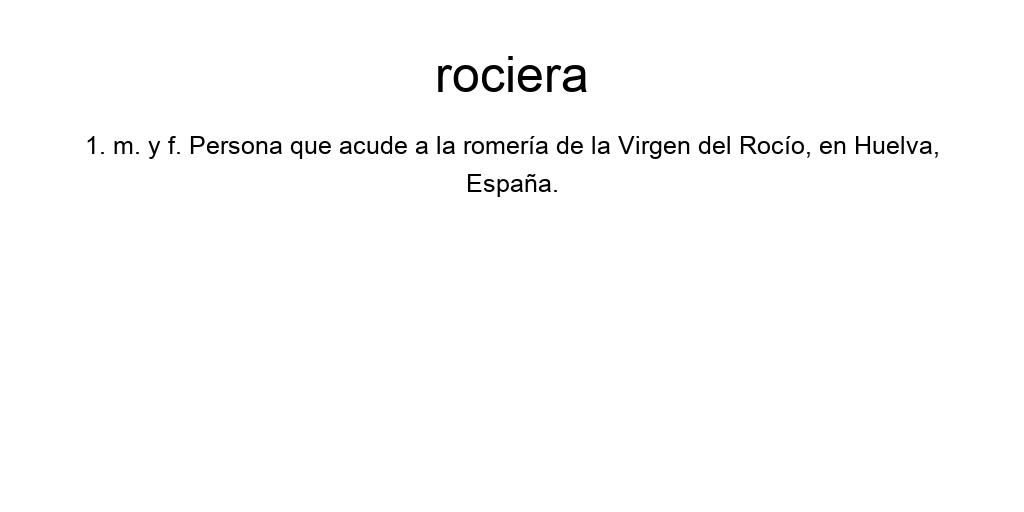 rociera
1. m. y f. Persona que acude a la romería de la Virgen del Rocío, en Huelva,
España.